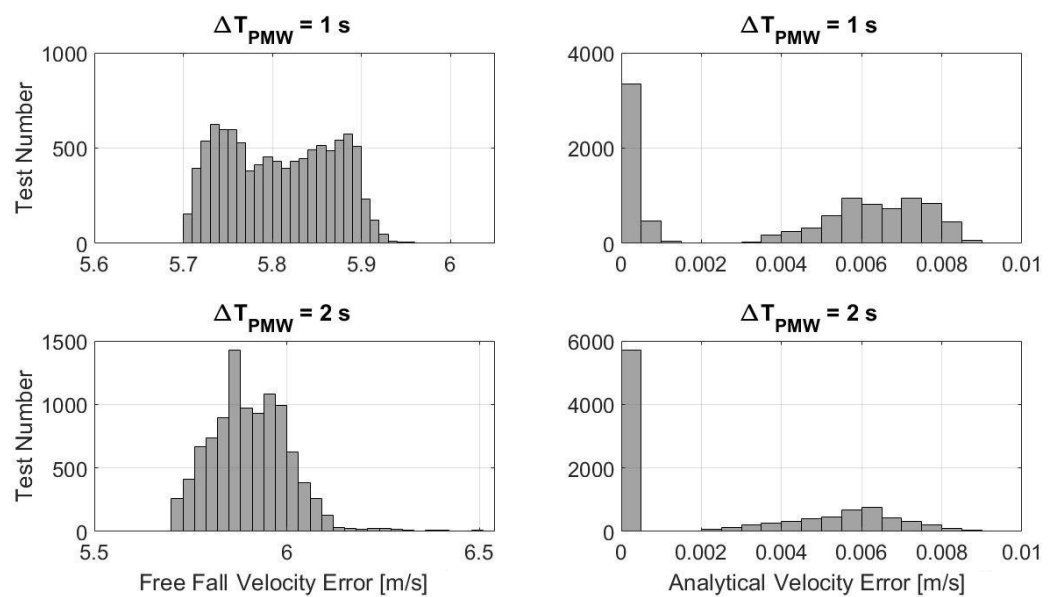 ΔT_PMW = 1 s
1000
500
0
Test Number
5.6 5.7 5.8 5.9 6
ΔT_PMW = 1 s
4000
2000
0
0 0.002 0.004 0.006 0.008 0.01
ΔT_PMW = 2 s
1500
1000
500
0
Test Number
5.5 6 6.5
Free Fall Velocity Error [m/s]
ΔT_PMW = 2 s
6000
4000
2000
0
0 0.002 0.004 0.006 0.008 0.01
Analytical Velocity Error [m/s]